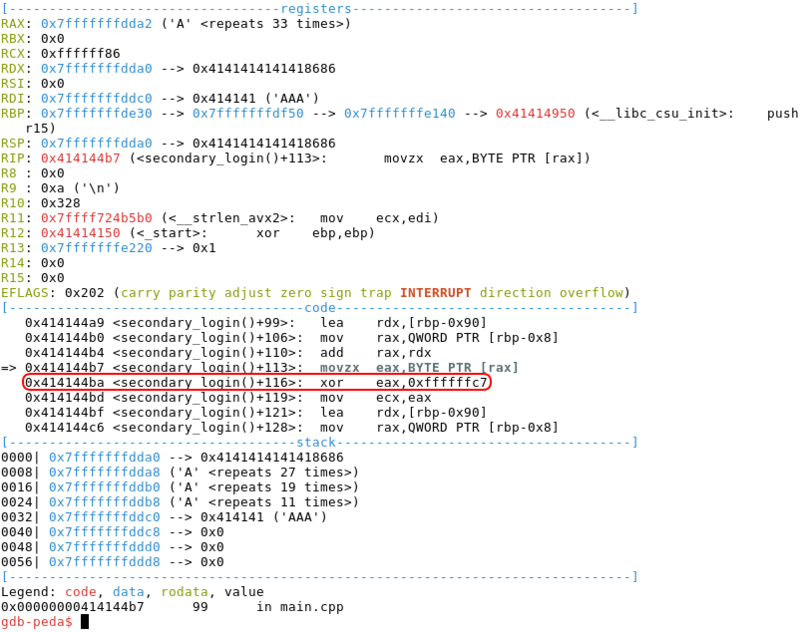 [------------------------------------registers-------------------------------------]
RAX: 0x7fffffffdda2 ('A' <repeats 33 times>)
RBX: 0x0
RCX: 0xffffff86
RDX: 0x7fffffffdda0 --> 0x4141414141418686
RSI: 0x0
RDI: 0x7fffffffddc0 --> 0x414141 ('AAA')
RBP: 0x7fffffffde30 --> 0x7fffffffdf50 --> 0x7fffffffe140 --> 0x41414950 (<__libc_csu_init>:    push
   r15)
RSP: 0x7fffffffdda0 --> 0x4141414141418686
RIP: 0x414144b7 (<secondary_login()+113>:       movzx  eax,BYTE PTR [rax])
R8 : 0x0
R9 : 0xa ('\n')
R10: 0x328
R11: 0x7ffff724b5b0 (<__strlen_avx2>:   mov    ecx,edi)
R12: 0x41414150 (<_start>:      xor    ebp,ebp)
R13: 0x7fffffffe220 --> 0x1
R14: 0x0
R15: 0x0
EFLAGS: 0x202 (carry parity adjust zero sign trap INTERRUPT direction overflow)
[---------------------------------------code---------------------------------------]
   0x414144a9 <secondary_login()+99>:   lea    rdx,[rbp-0x90]
   0x414144b0 <secondary_login()+106>:  mov    rax,QWORD PTR [rbp-0x8]
   0x414144b4 <secondary_login()+110>:  add    rax,rdx
=> 0x414144b7 <secondary_login()+113>:  movzx  eax,BYTE PTR [rax]
   0x414144ba <secondary_login()+116>:  xor    eax,0xffffffc7
   0x414144bd <secondary_login()+119>:  mov    ecx,eax
   0x414144bf <secondary_login()+121>:  lea    rdx,[rbp-0x90]
   0x414144c6 <secondary_login()+128>:  mov    rax,QWORD PTR [rbp-0x8]
[--------------------------------------stack---------------------------------------]
0000| 0x7fffffffdda0 --> 0x4141414141418686
0008| 0x7fffffffdda8 ('A' <repeats 27 times>)
0016| 0x7fffffffddb0 ('A' <repeats 19 times>)
0024| 0x7fffffffddb8 ('A' <repeats 11 times>)
0032| 0x7fffffffddc0 --> 0x414141 ('AAA')
0040| 0x7fffffffddc8 --> 0x0
0048| 0x7fffffffddd0 --> 0x0
0056| 0x7fffffffddd8 --> 0x0
[----------------------------------------------------------------------------------]
Legend: code, data, rodata, value
0x00000000414144b7      99      in main.cpp
gdb-peda$